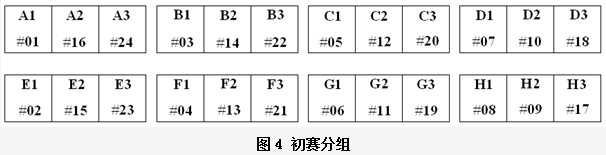 A1 A2 A3 B1 B2 B3 C1 C2 C3 D1 D2 D3
#01 #16 #24 #03 #14 #22 #05 #12 #20 #07 #10 #18
E1 E2 E3 F1 F2 F3 G1 G2 G3 H1 H2 H3
#02 #15 #23 #04 #13 #21 #06 #11 #19 #08 #09 #17
图4 初赛分组